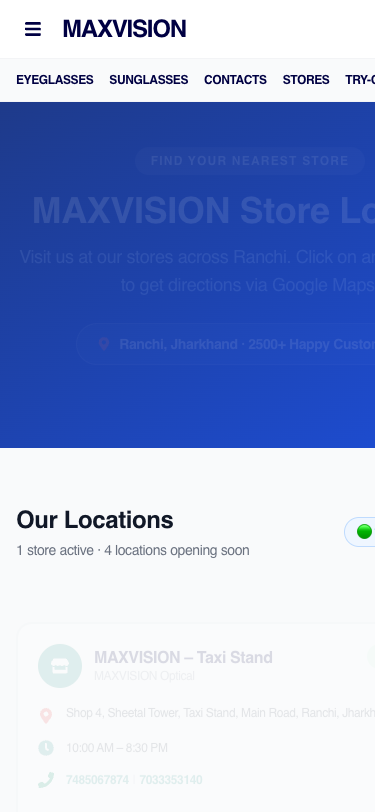 MAXVISION
EYEGLASSES SUNGLASSES CONTACTS STORES TRY-
FIND YOUR NEAREST STORE
MAXVISION Store Lo
Visit us at our stores across Ranchi. Click on a
to get directions via Google Maps
Ranchi, Jharkhand · 2500+ Happy Custo
Our Locations
1 store active · 4 locations opening soon
MAXVISION – Taxi Stand
MAXVISION Optical
Shop 4, Sheetal Tower, Taxi Stand, Main Road, Ranchi. Jharkh
10:00 AM – 8:30 PM
7485067874 · 7033353140